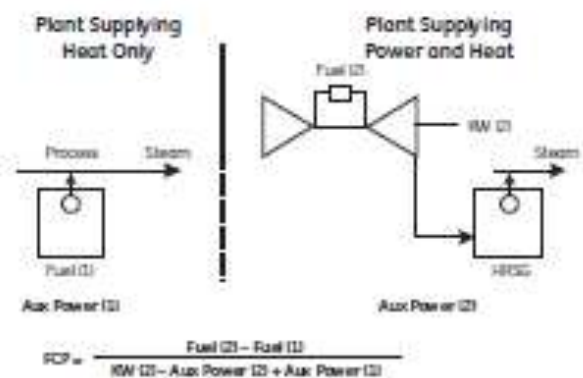 Plant Supplying
Heat Only
Plant Supplying
Power and Heat
Fuel (2)
KW (2)
Process Steam
Steam
Fuel (1)
HRSG
Aux Power (1)
Aux Power (2)
FCP =
Fuel (2) – Fuel (1)
KW (2) – Aux Power (2) + Aux Power (1)